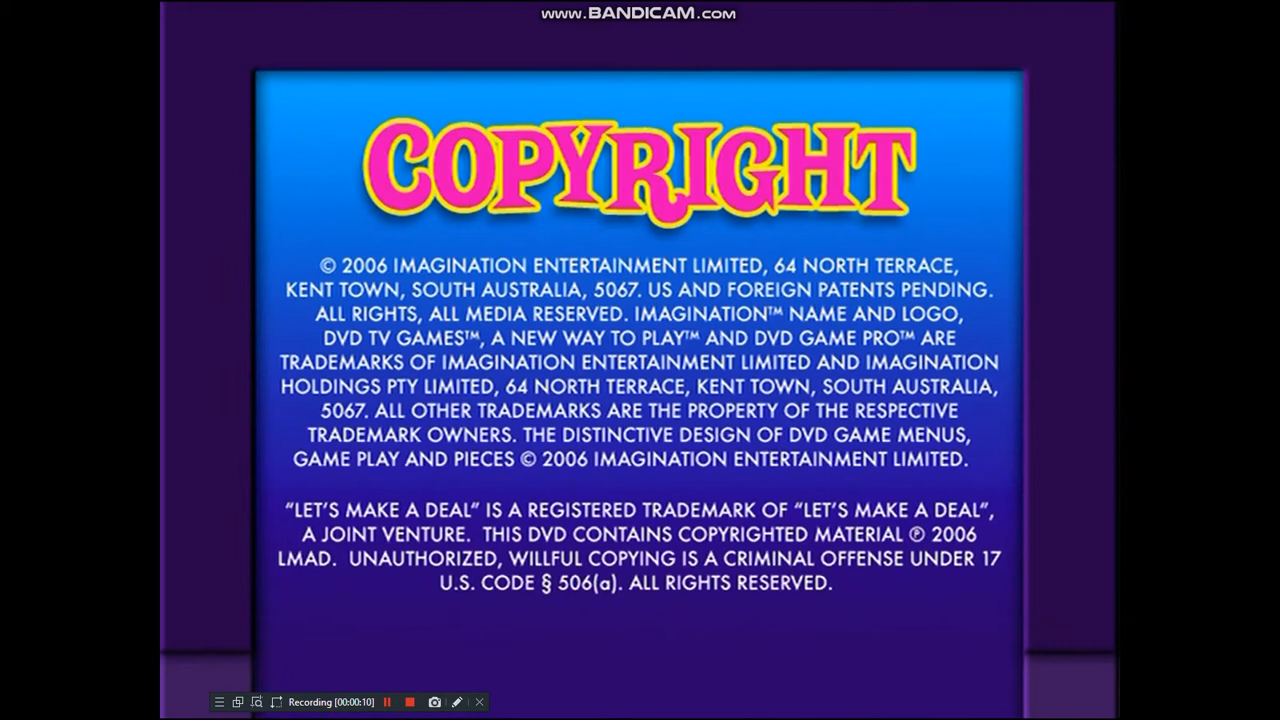 www.BANDICAM.com
COPYRIGHT
© 2006 IMAGINATION ENTERTAINMENT LIMITED, 64 NORTH TERRACE,
KENT TOWN, SOUTH AUSTRALIA, 5067. US AND FOREIGN PATENTS PENDING.
ALL RIGHTS, ALL MEDIA RESERVED. IMAGINATION™ NAME AND LOGO,
DVD TV GAMES™, A NEW WAY TO PLAY™ AND DVD GAME PRO™ ARE
TRADEMARKS OF IMAGINATION ENTERTAINMENT LIMITED AND IMAGINATION
HOLDINGS PTY LIMITED, 64 NORTH TERRACE, KENT TOWN, SOUTH AUSTRALIA,
5067. ALL OTHER TRADEMARKS ARE THE PROPERTY OF THE RESPECTIVE
TRADEMARK OWNERS. THE DISTINCTIVE DESIGN OF DVD GAME MENUS,
GAME PLAY AND PIECES © 2006 IMAGINATION ENTERTAINMENT LIMITED.
“LET’S MAKE A DEAL” IS A REGISTERED TRADEMARK OF “LET’S MAKE A DEAL”,
A JOINT VENTURE. THIS DVD CONTAINS COPYRIGHTED MATERIAL ℗ 2006
LMAD. UNAUTHORIZED, WILLFUL COPYING IS A CRIMINAL OFFENSE UNDER 17
U.S. CODE § 506(a). ALL RIGHTS RESERVED.
Recording [00:00:10]